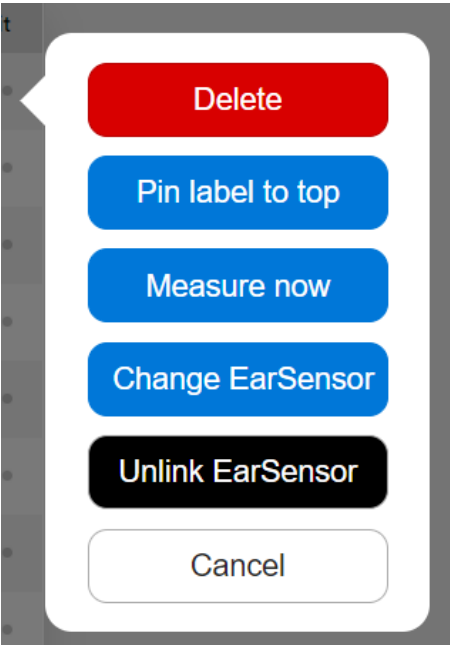 t
Delete
Pin label to top
Measure now
Change EarSensor
Unlink EarSensor
Cancel